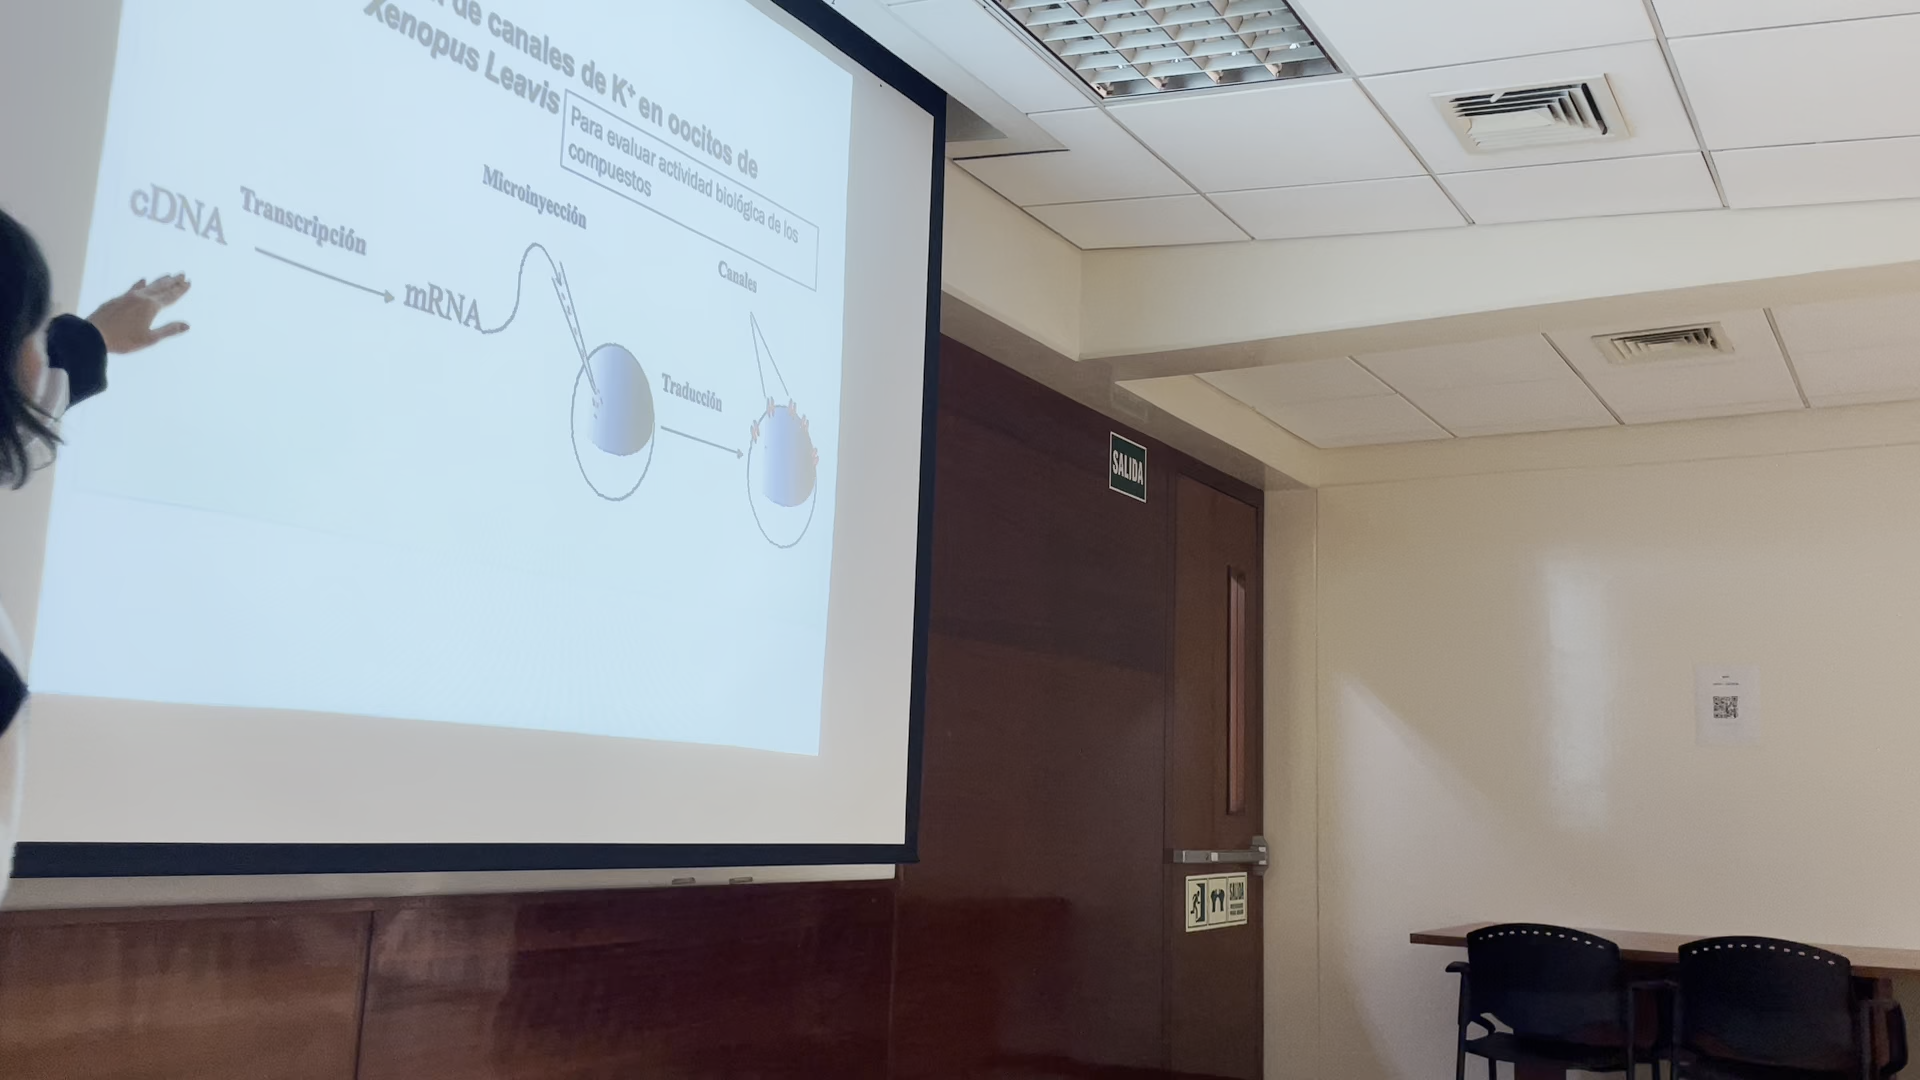 de canales de K+ en oocitos de
Xenopus Leavis
Para evaluar actividad biológica de los
compuestos
cDNA
Transcripción
mRNA
Microinyección
Traducción
Canales
SALIDA
SALIDA